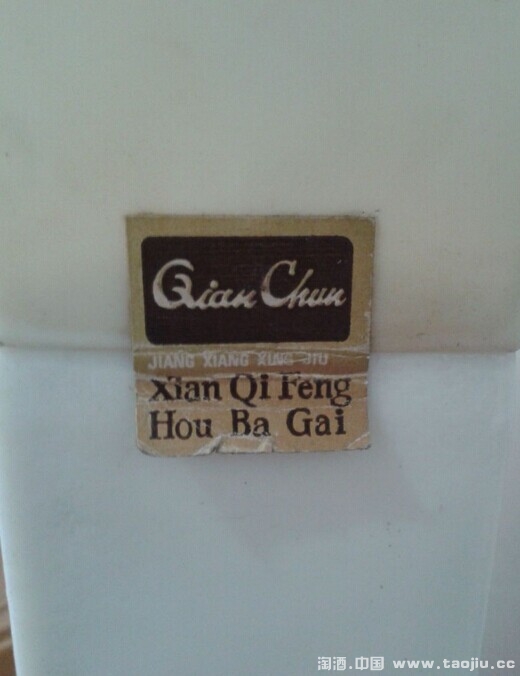 Qian Chun
JIANG XIANG XING JIU
Xian Qi Feng
Hou Ba Gai
淘酒.中国 www.taojiu.cc